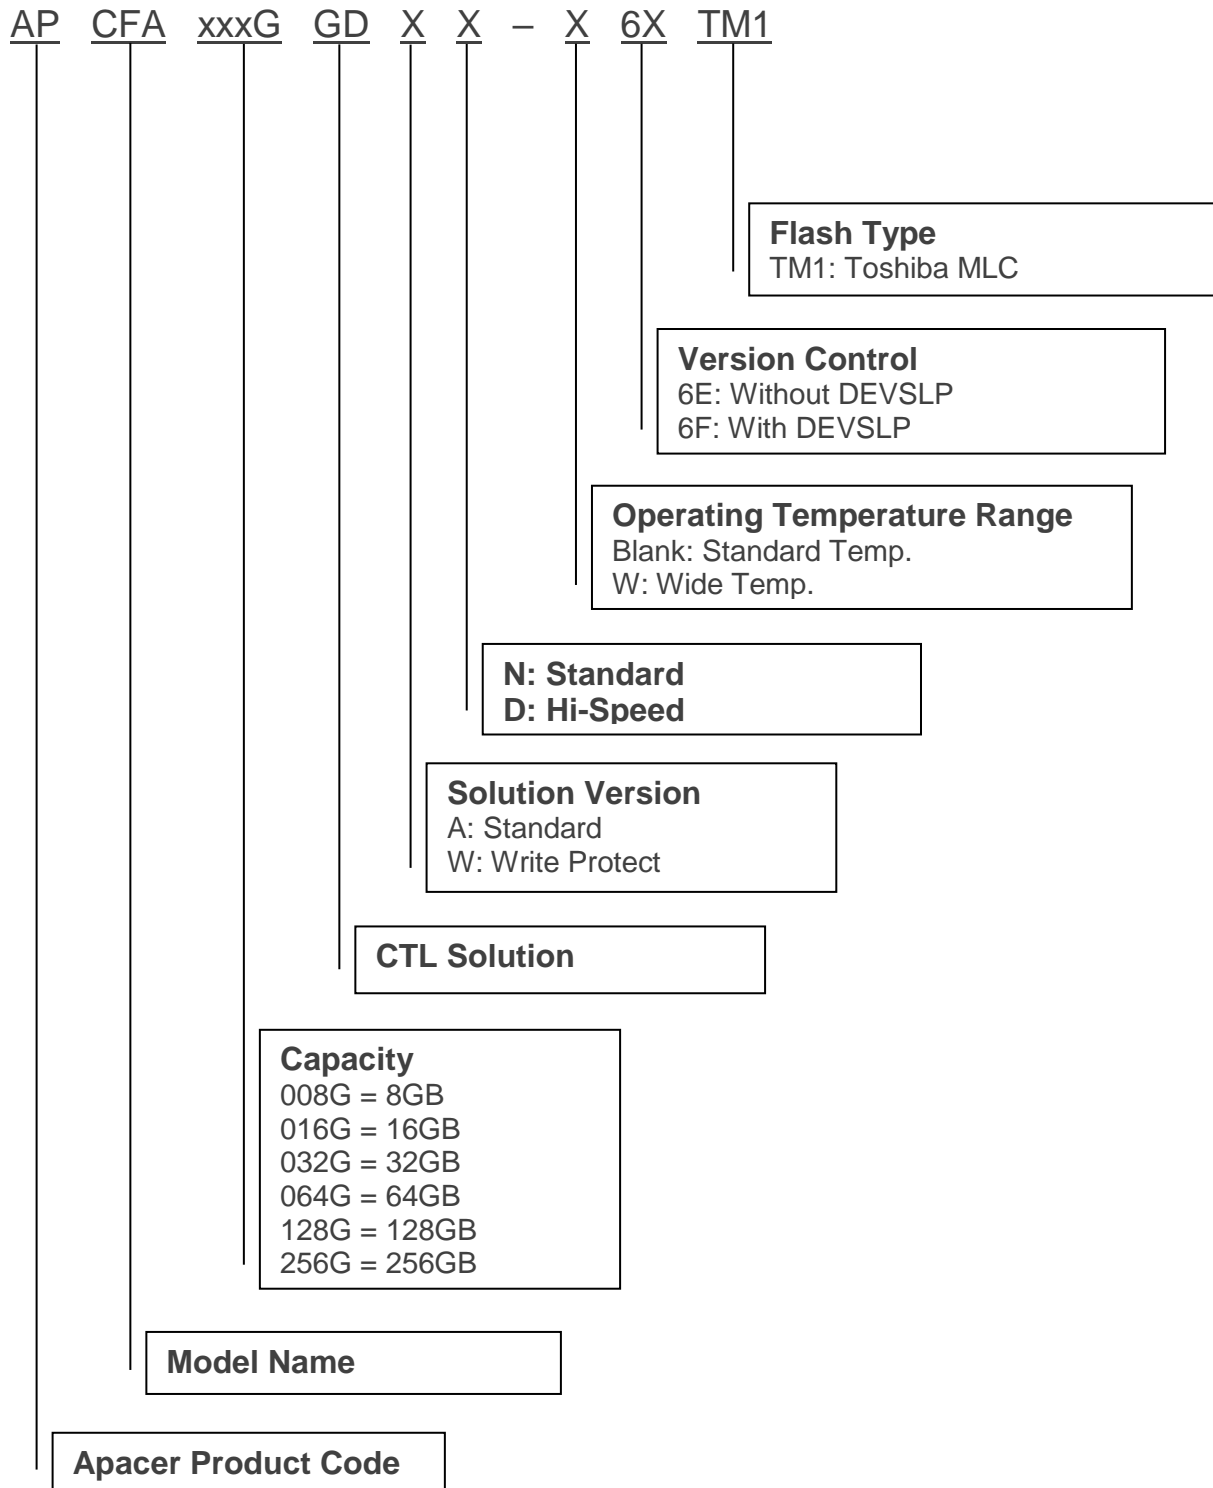 AP CFA xxxG GD X X – X 6X TM1
Flash Type
TM1: Toshiba MLC
Version Control
6E: Without DEVSLP
6F: With DEVSLP
Operating Temperature Range
Blank: Standard Temp.
W: Wide Temp.
N: Standard
D: Hi-Speed
Solution Version
A: Standard
W: Write Protect
CTL Solution
Capacity
008G = 8GB
016G = 16GB
032G = 32GB
064G = 64GB
128G = 128GB
256G = 256GB
Model Name
Apacer Product Code